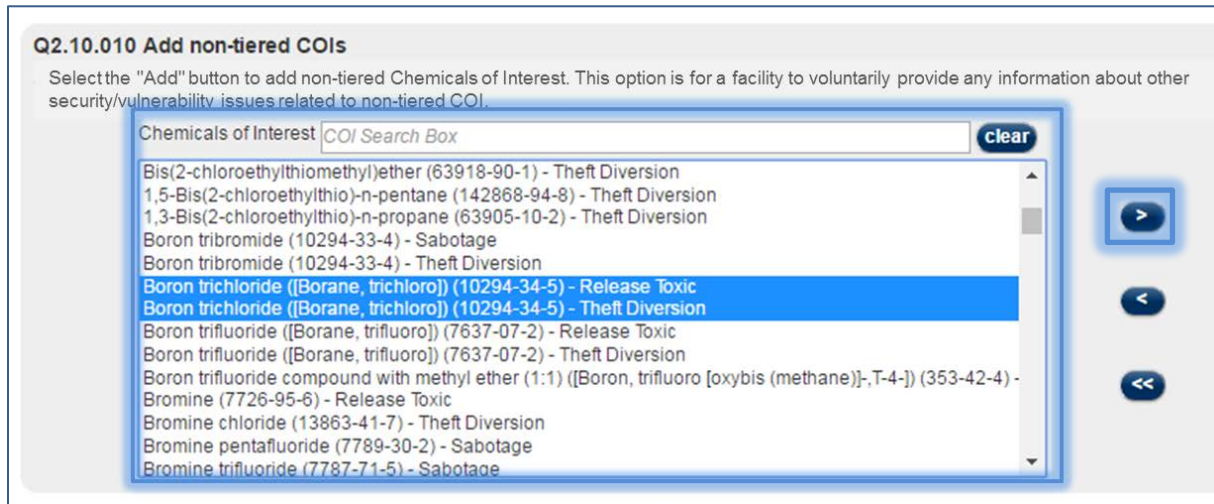 Q2.10.010 Add non-tiered COIs
Select the "Add" button to add non-tiered Chemicals of Interest. This option is for a facility to voluntarily provide any information about other
security/vulnerability issues related to non-tiered COI.
Chemicals of Interest COI Search Box clear
Bis(2-chloroethylthiomethyl)ether (63918-90-1) - Theft Diversion
1,5-Bis(2-chloroethylthio)-n-pentane (142868-94-8) - Theft Diversion
1,3-Bis(2-chloroethylthio)-n-propane (63905-10-2) - Theft Diversion
>
Boron tribromide (10294-33-4) - Sabotage
Boron tribromide (10294-33-4) - Theft Diversion
Boron trichloride ([Borane, trichloro]) (10294-34-5) - Release Toxic
Boron trichloride ([Borane, trichloro]) (10294-34-5) - Theft Diversion
<
Boron trifluoride ([Borane, trifluoro]) (7637-07-2) - Release Toxic
Boron trifluoride ([Borane, trifluoro]) (7637-07-2) - Theft Diversion
Boron trifluoride compound with methyl ether (1:1) ([Boron, trifluoro [oxybis (methane)]-,T-4-]) (353-42-4) -
<<
Bromine (7726-95-6) - Release Toxic
Bromine chloride (13863-41-7) - Theft Diversion
Bromine pentafluoride (7789-30-2) - Sabotage
Bromine trifluoride (7787-71-5) - Sabotage